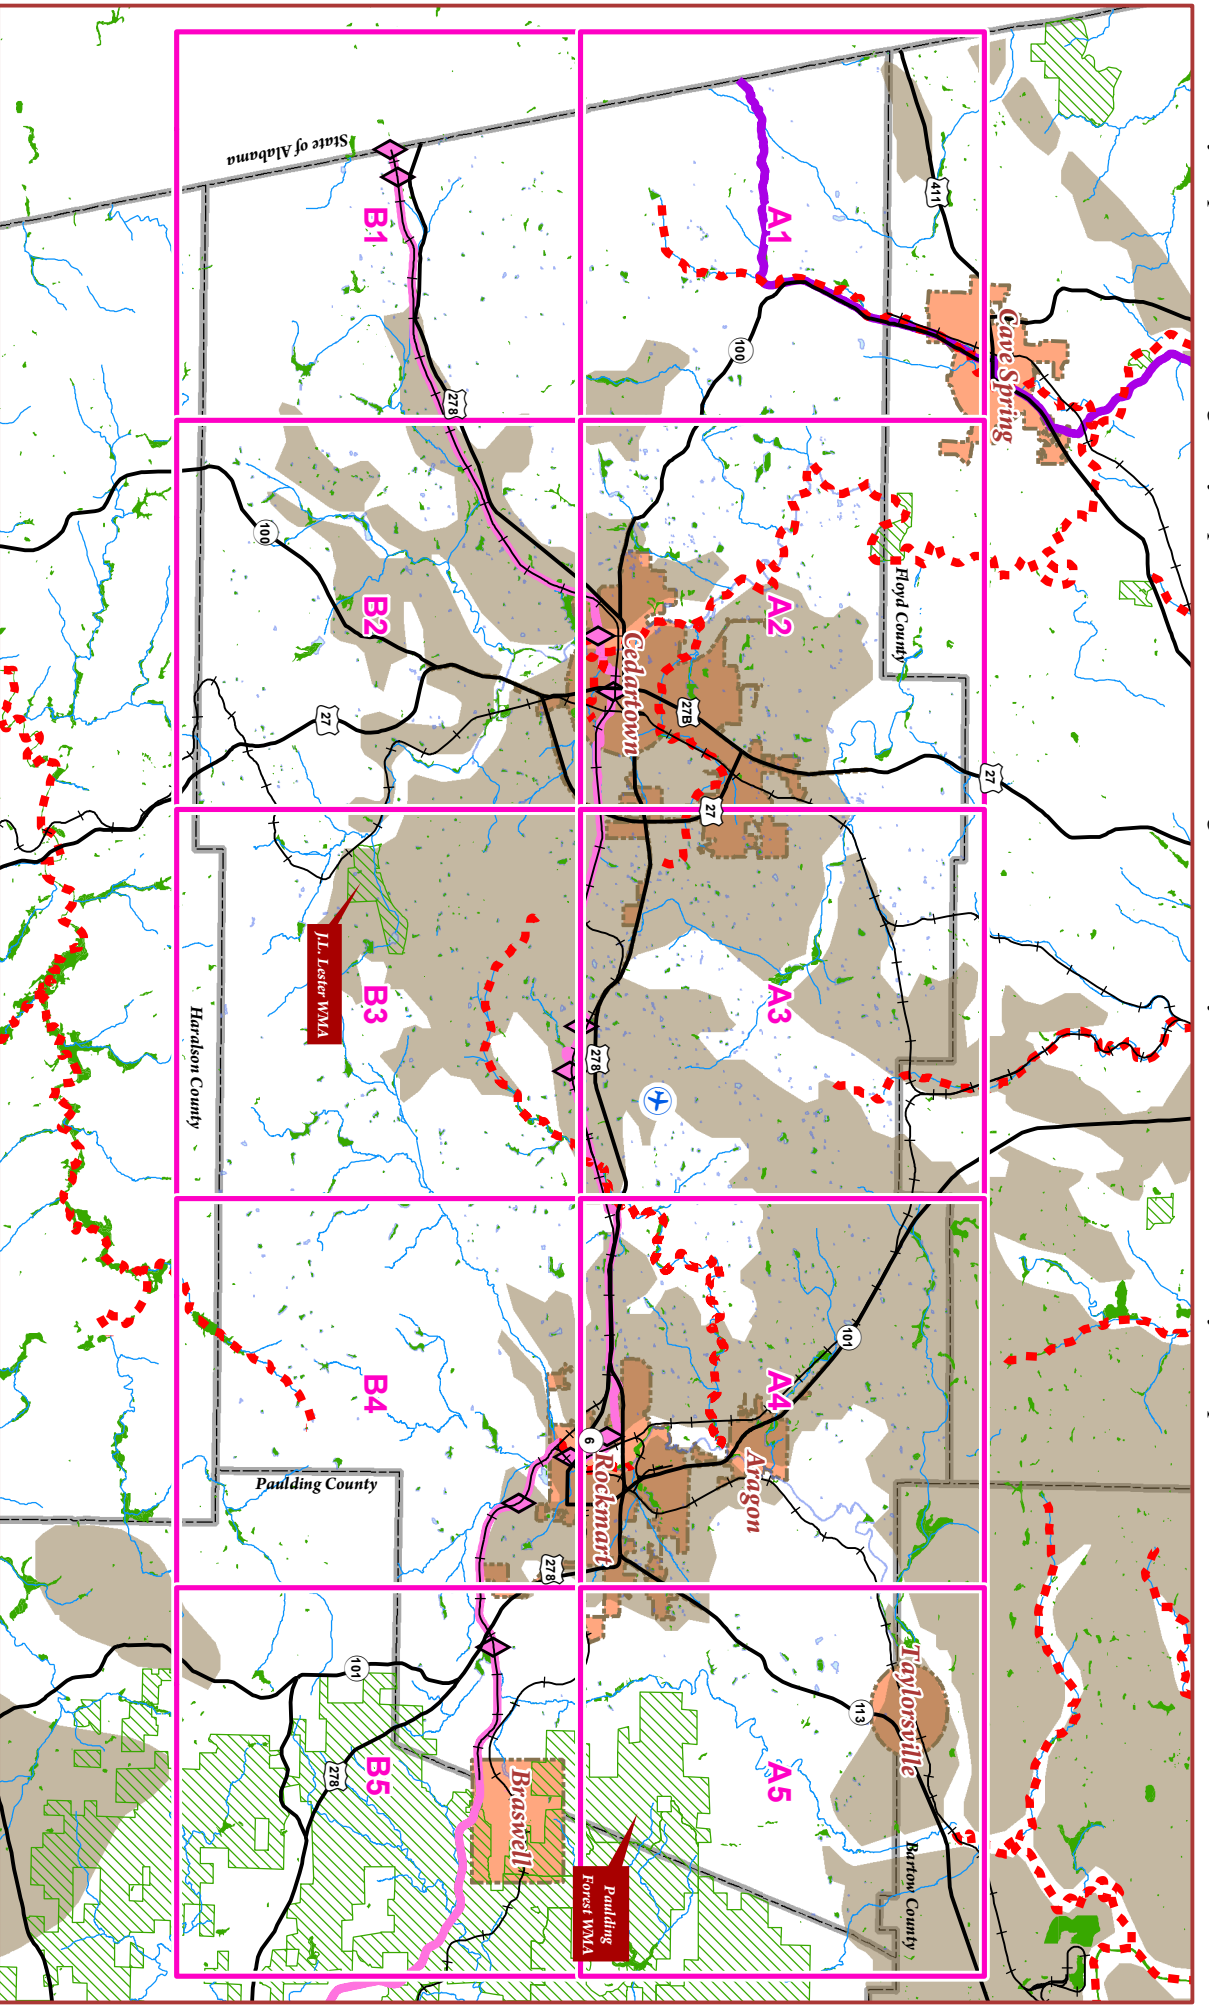 Cave Spring
411
A1
100
State of Alabama
B1
278
Floyd County
A2
Cedartown
27B
27
27
100
B2
27
A3
278
J.L. Lester WMA
B3
Haralson County
101
A4
Aragon
6
Rockmart
278
B4
Paulding County
Taylorsville
113
A5
Bartow County
Paulding
Forest WMA
Braswell
101
278
B5